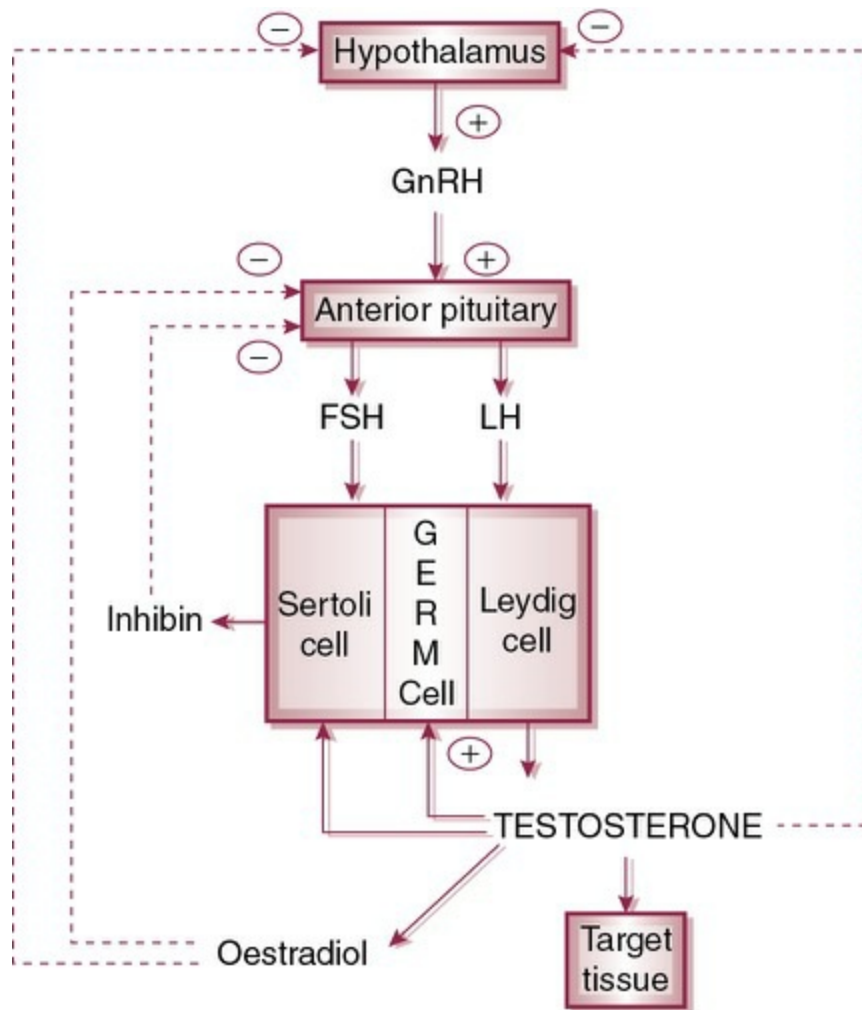 − −
Hypothalamus
+
GnRH
− +
Anterior pituitary
−
FSH LH
Sertoli
cell
G
E
R
M
Cell
Leydig
cell
Inhibin
+
TESTOSTERONE
Oestradiol
Target
tissue